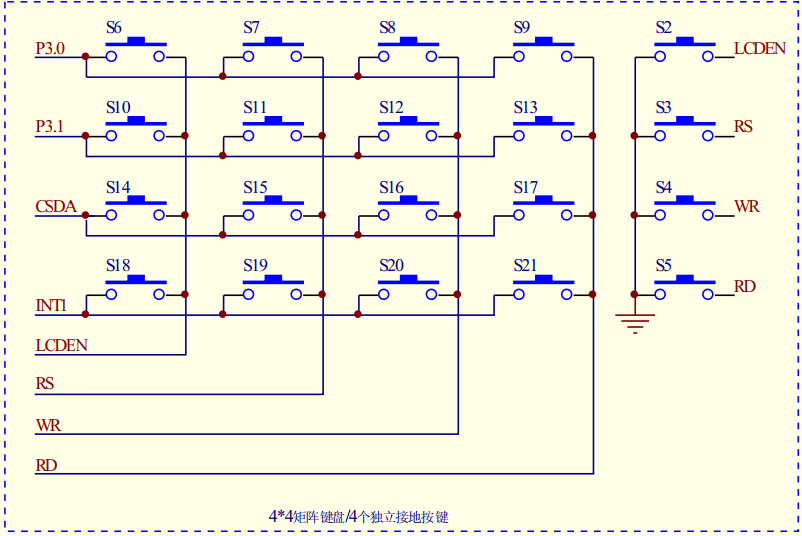 S6 S7 S8 S9 S2
P3.0 LCDEN
S10 S11 S12 S13 S3
P3.1 RS
S14 S15 S16 S17 S4
CSDA WR
S18 S19 S20 S21 S5
RD
INT1
LCDEN
RS
WR
RD
4*4矩阵键盘/4个独立接地按键